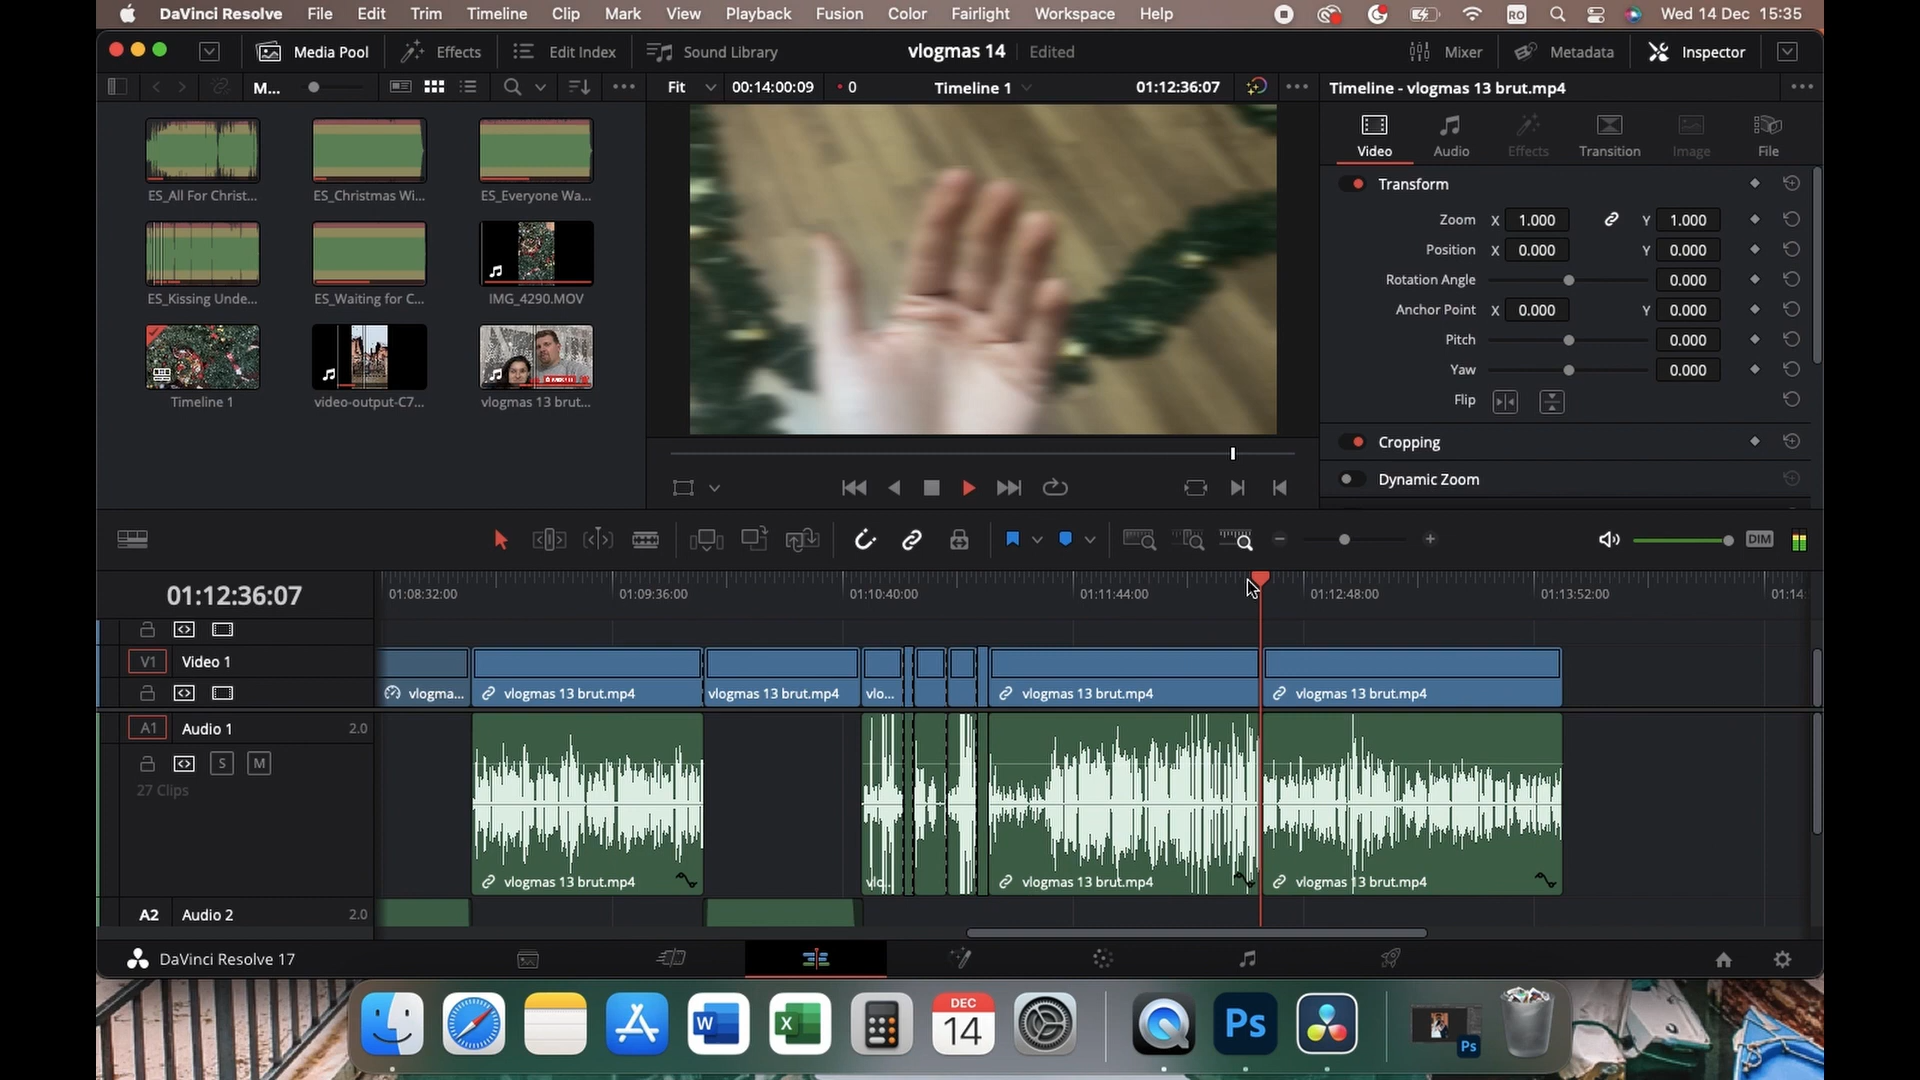 DaVinci Resolve File Edit Trim Timeline Clip Mark View Playback Fusion Color Fairlight Workspace Help RO Wed 14 Dec 15:35
Media Pool Effects Edit Index Sound Library vlogmas 14 Edited Mixer Metadata Inspector
M... Fit 00:14:00:09 0 Timeline 1 01:12:36:07 Timeline - vlogmas 13 brut.mp4
Video Audio Effects Transition Image File
ES_All For Christ... ES_Christmas Wi... ES_Everyone Wa...
ES_Kissing Unde... ES_Waiting for C... IMG_4290.MOV
Timeline 1 video-output-C7... vlogmas 13 brut...
Transform
Zoom X 1.000 Y 1.000
Position X 0.000 Y 0.000
Rotation Angle 0.000
Anchor Point X 0.000 Y 0.000
Pitch 0.000
Yaw 0.000
Flip
Cropping
Dynamic Zoom
DIM
01:12:36:07 01:08:32:00 01:09:36:00 01:10:40:00 01:11:44:00 01:12:48:00 01:13:52:00 01:14:
V1 Video 1
vlogma... vlogmas 13 brut.mp4 vlogmas 13 brut.mp4 vlo... vlogmas 13 brut.mp4 vlogmas 13 brut.mp4
A1 Audio 1 2.0
S M
27 Clips
vlogmas 13 brut.mp4 vlo... vlogmas 13 brut.mp4 vlogmas 13 brut.mp4
A2 Audio 2 2.0
DaVinci Resolve 17
W X DEC 14 Ps Ps